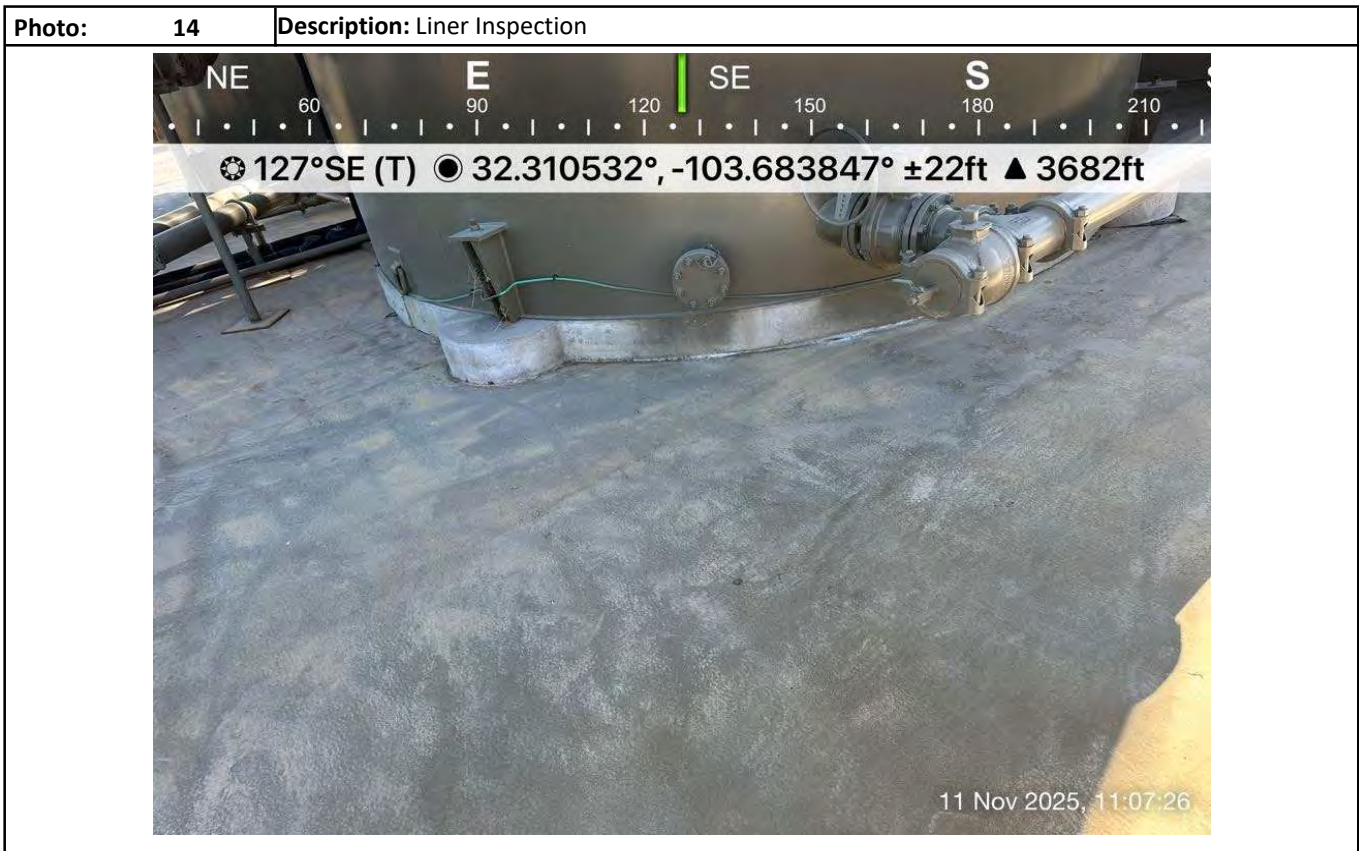 Photo: 14 Description: Liner Inspection
NE E SE S
60 90 120 150 180 210
127°SE (T) 32.310532°, -103.683847° ±22ft ▲ 3682ft
11 Nov 2025, 11:07:26